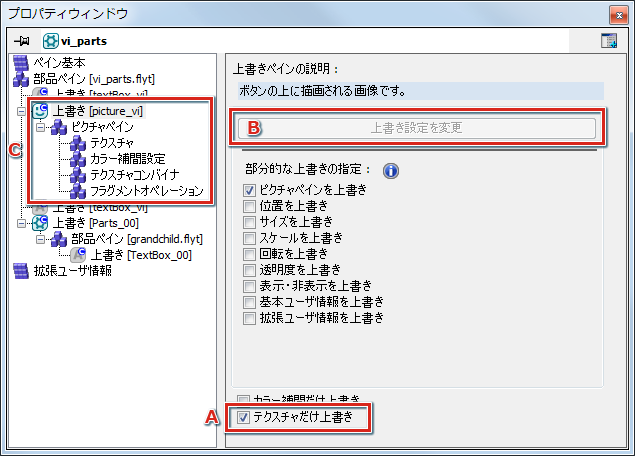 プロパティウィンドウ
vi_parts
ペイン基本
部品ペイン [vi_parts.flyt]
上書き [textBox_vi]
上書き [picture_vi]
ピクチャペイン
テクスチャ
カラー補間設定
テクスチャコンバイナ
フラグメントオペレーション
上書き [textBox_vi]
上書き [Parts_00]
部品ペイン [grandchild.flyt]
上書き [TextBox_00]
拡張ユーザ情報
C
上書きペインの説明：
ボタンの上に描画される画像です。
B
上書き設定を変更
部分的な上書きの指定：
ピクチャペインを上書き
位置を上書き
サイズを上書き
スケールを上書き
回転を上書き
透明度を上書き
表示・非表示を上書き
基本ユーザ情報を上書き
拡張ユーザ情報を上書き
カラー補間だけ上書き
A
テクスチャだけ上書き